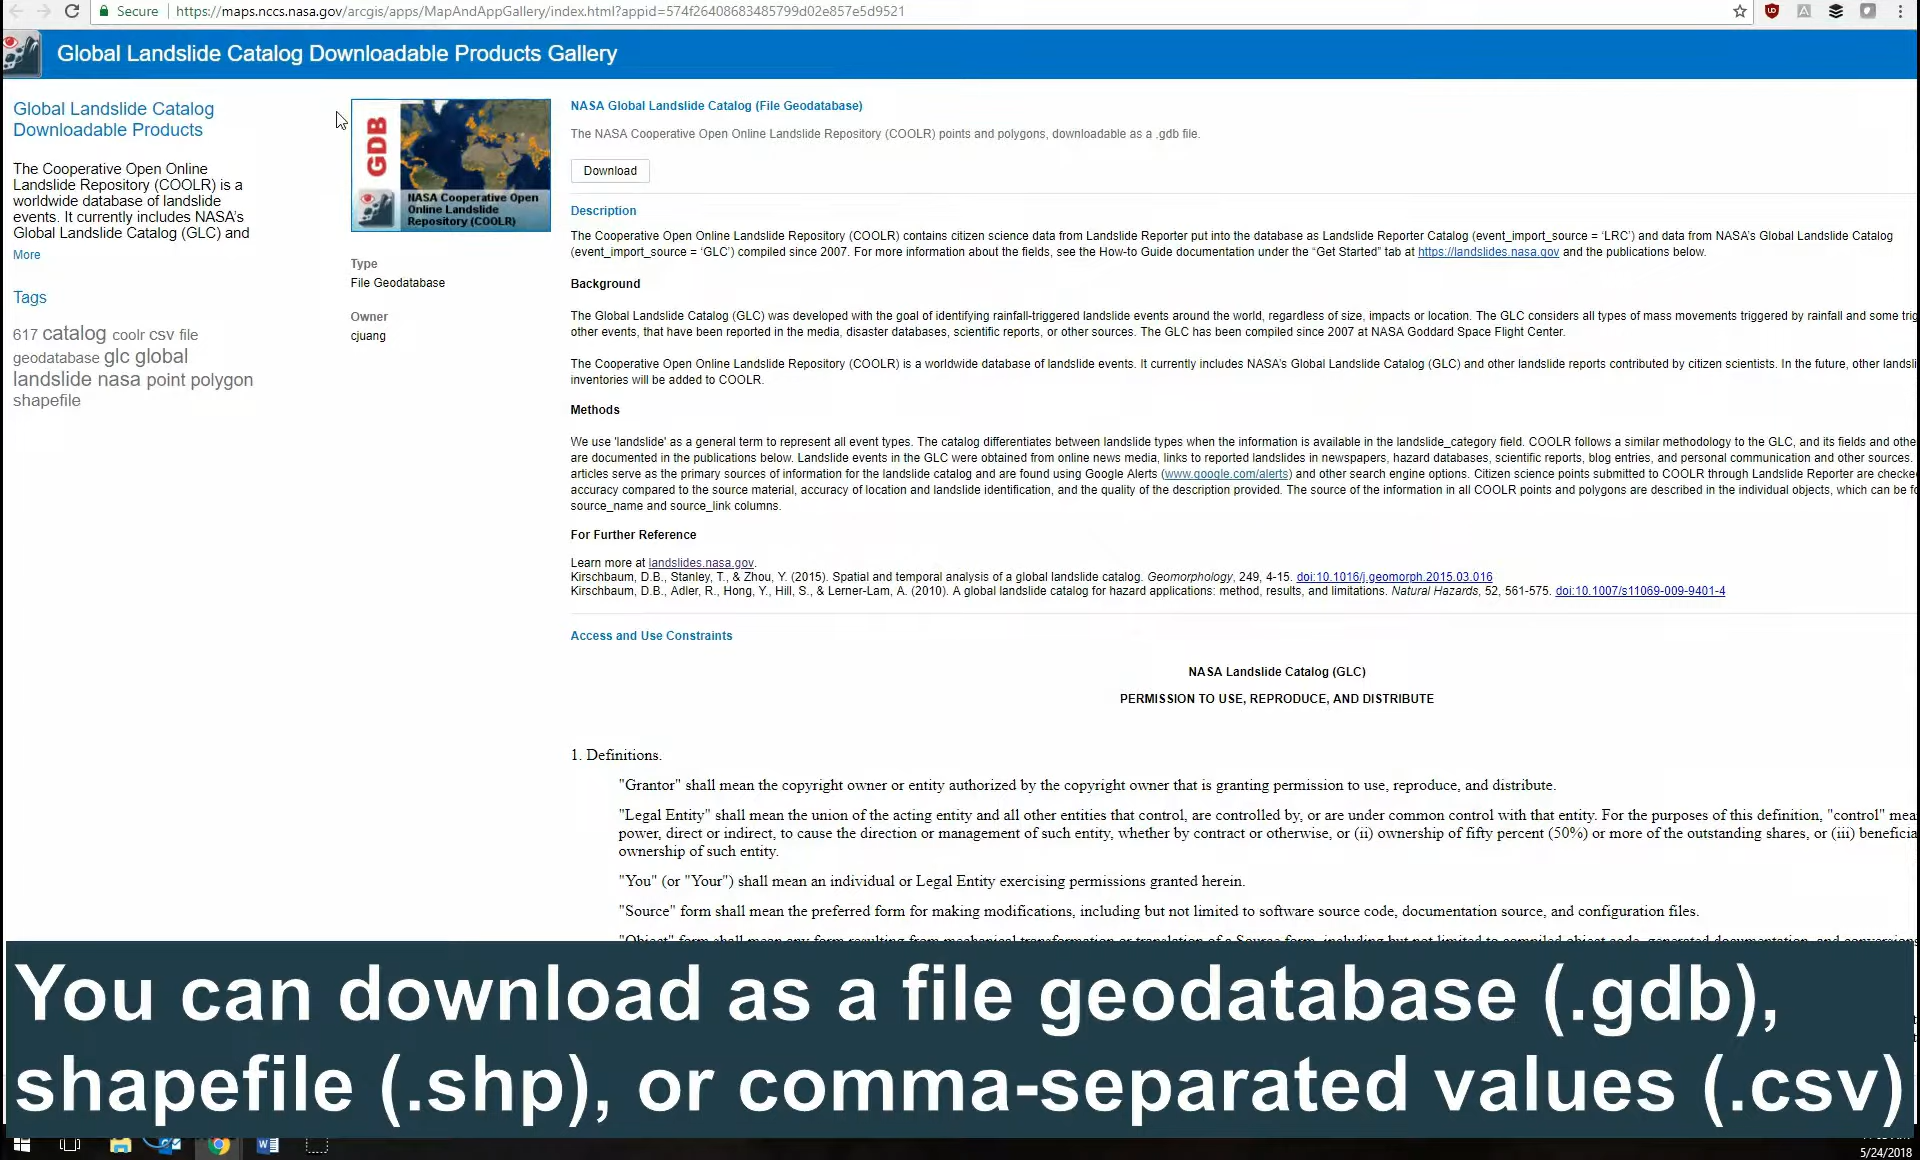 Secure
https://maps.nccs.nasa.gov/arcgis/apps/MapAndAppGallery/index.html?appid=574f26408683485799d02e857e5d9521
Global Landslide Catalog Downloadable Products Gallery
Global Landslide Catalog
Downloadable Products
The Cooperative Open Online
Landslide Repository (COOLR) is a
worldwide database of landslide
events. It currently includes NASA's
Global Landslide Catalog (GLC) and
More
Tags
617 catalog coolr csv file
geodatabase glc global
landslide nasa point polygon
shapefile
GDB
NASA Cooperative Open
Online Landslide
Repository (COOLR)
Type
File Geodatabase
Owner
cjuang
NASA Global Landslide Catalog (File Geodatabase)
The NASA Cooperative Open Online Landslide Repository (COOLR) points and polygons, downloadable as a .gdb file.
Download
Description
The Cooperative Open Online Landslide Repository (COOLR) contains citizen science data from Landslide Reporter put into the database as Landslide Reporter Catalog (event_import_source = ‘LRC’) and data from NASA's Global Landslide Catalog
(event_import_source = ‘GLC’) compiled since 2007. For more information about the fields, see the How-to Guide documentation under the “Get Started” tab at https://landslides.nasa.gov and the publications below.
Background
The Global Landslide Catalog (GLC) was developed with the goal of identifying rainfall-triggered landslide events around the world, regardless of size, impacts or location. The GLC considers all types of mass movements triggered by rainfall and some trig
other events, that have been reported in the media, disaster databases, scientific reports, or other sources. The GLC has been compiled since 2007 at NASA Goddard Space Flight Center.
The Cooperative Open Online Landslide Repository (COOLR) is a worldwide database of landslide events. It currently includes NASA's Global Landslide Catalog (GLC) and other landslide reports contributed by citizen scientists. In the future, other landsli
inventories will be added to COOLR.
Methods
We use 'landslide' as a general term to represent all event types. The catalog differentiates between landslide types when the information is available in the landslide_category field. COOLR follows a similar methodology to the GLC, and its fields and othe
are documented in the publications below. Landslide events in the GLC were obtained from online news media, links to reported landslides in newspapers, hazard databases, scientific reports, blog entries, and personal communication and other sources.
articles serve as the primary sources of information for the landslide catalog and are found using Google Alerts (www.google.com/alerts) and other search engine options. Citizen science points submitted to COOLR through Landslide Reporter are checke
accuracy compared to the source material, accuracy of location and landslide identification, and the quality of the description provided. The source of the information in all COOLR points and polygons are described in the individual objects, which can be fo
source_name and source_link columns.
For Further Reference
Learn more at landslides.nasa.gov.
Kirschbaum, D.B., Stanley, T., & Zhou, Y. (2015). Spatial and temporal analysis of a global landslide catalog. Geomorphology, 249, 4-15. doi:10.1016/j.geomorph.2015.03.016
Kirschbaum, D.B., Adler, R., Hong, Y., Hill, S., & Lerner-Lam, A. (2010). A global landslide catalog for hazard applications: method, results, and limitations. Natural Hazards, 52, 561-575. doi:10.1007/s11069-009-9401-4
Access and Use Constraints
NASA Landslide Catalog (GLC)
PERMISSION TO USE, REPRODUCE, AND DISTRIBUTE
1. Definitions.
"Grantor" shall mean the copyright owner or entity authorized by the copyright owner that is granting permission to use, reproduce, and distribute.
"Legal Entity" shall mean the union of the acting entity and all other entities that control, are controlled by, or are under common control with that entity. For the purposes of this definition, "control" mea
power, direct or indirect, to cause the direction or management of such entity, whether by contract or otherwise, or (ii) ownership of fifty percent (50%) or more of the outstanding shares, or (iii) beneficia
ownership of such entity.
"You" (or "Your") shall mean an individual or Legal Entity exercising permissions granted herein.
"Source" form shall mean the preferred form for making modifications, including but not limited to software source code, documentation source, and configuration files.
You can download as a file geodatabase (.gdb),
shapefile (.shp), or comma-separated values (.csv)
5/24/2018